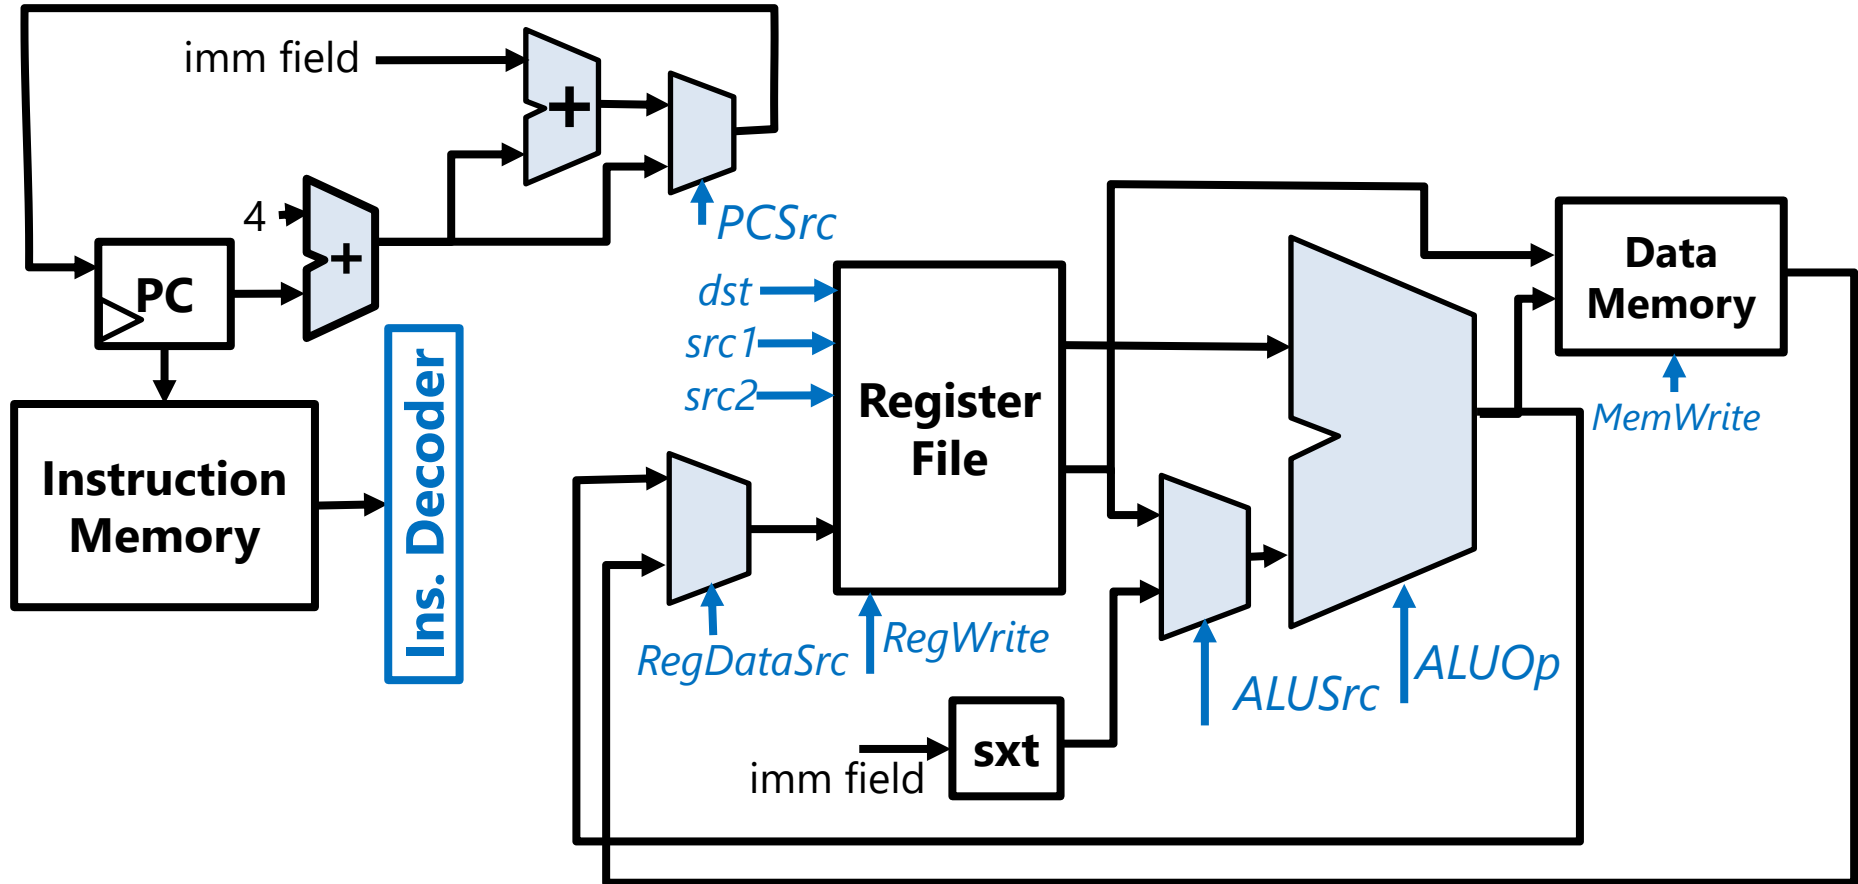 imm field
+
PCSrc
4
+
PC
Data
Memory
dst
src1
src2
MemWrite
Register
File
Ins. Decoder
Instruction
Memory
RegDataSrc
RegWrite
ALUSrc
ALUOp
sxt
imm field